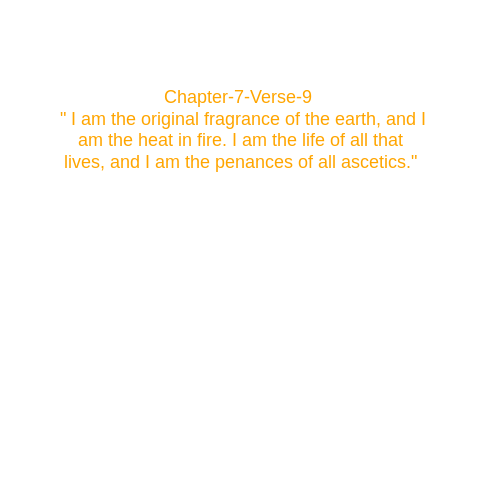 Chapter-7-Verse-9
" I am the original fragrance of the earth, and I
am the heat in fire. I am the life of all that
lives, and I am the penances of all ascetics."